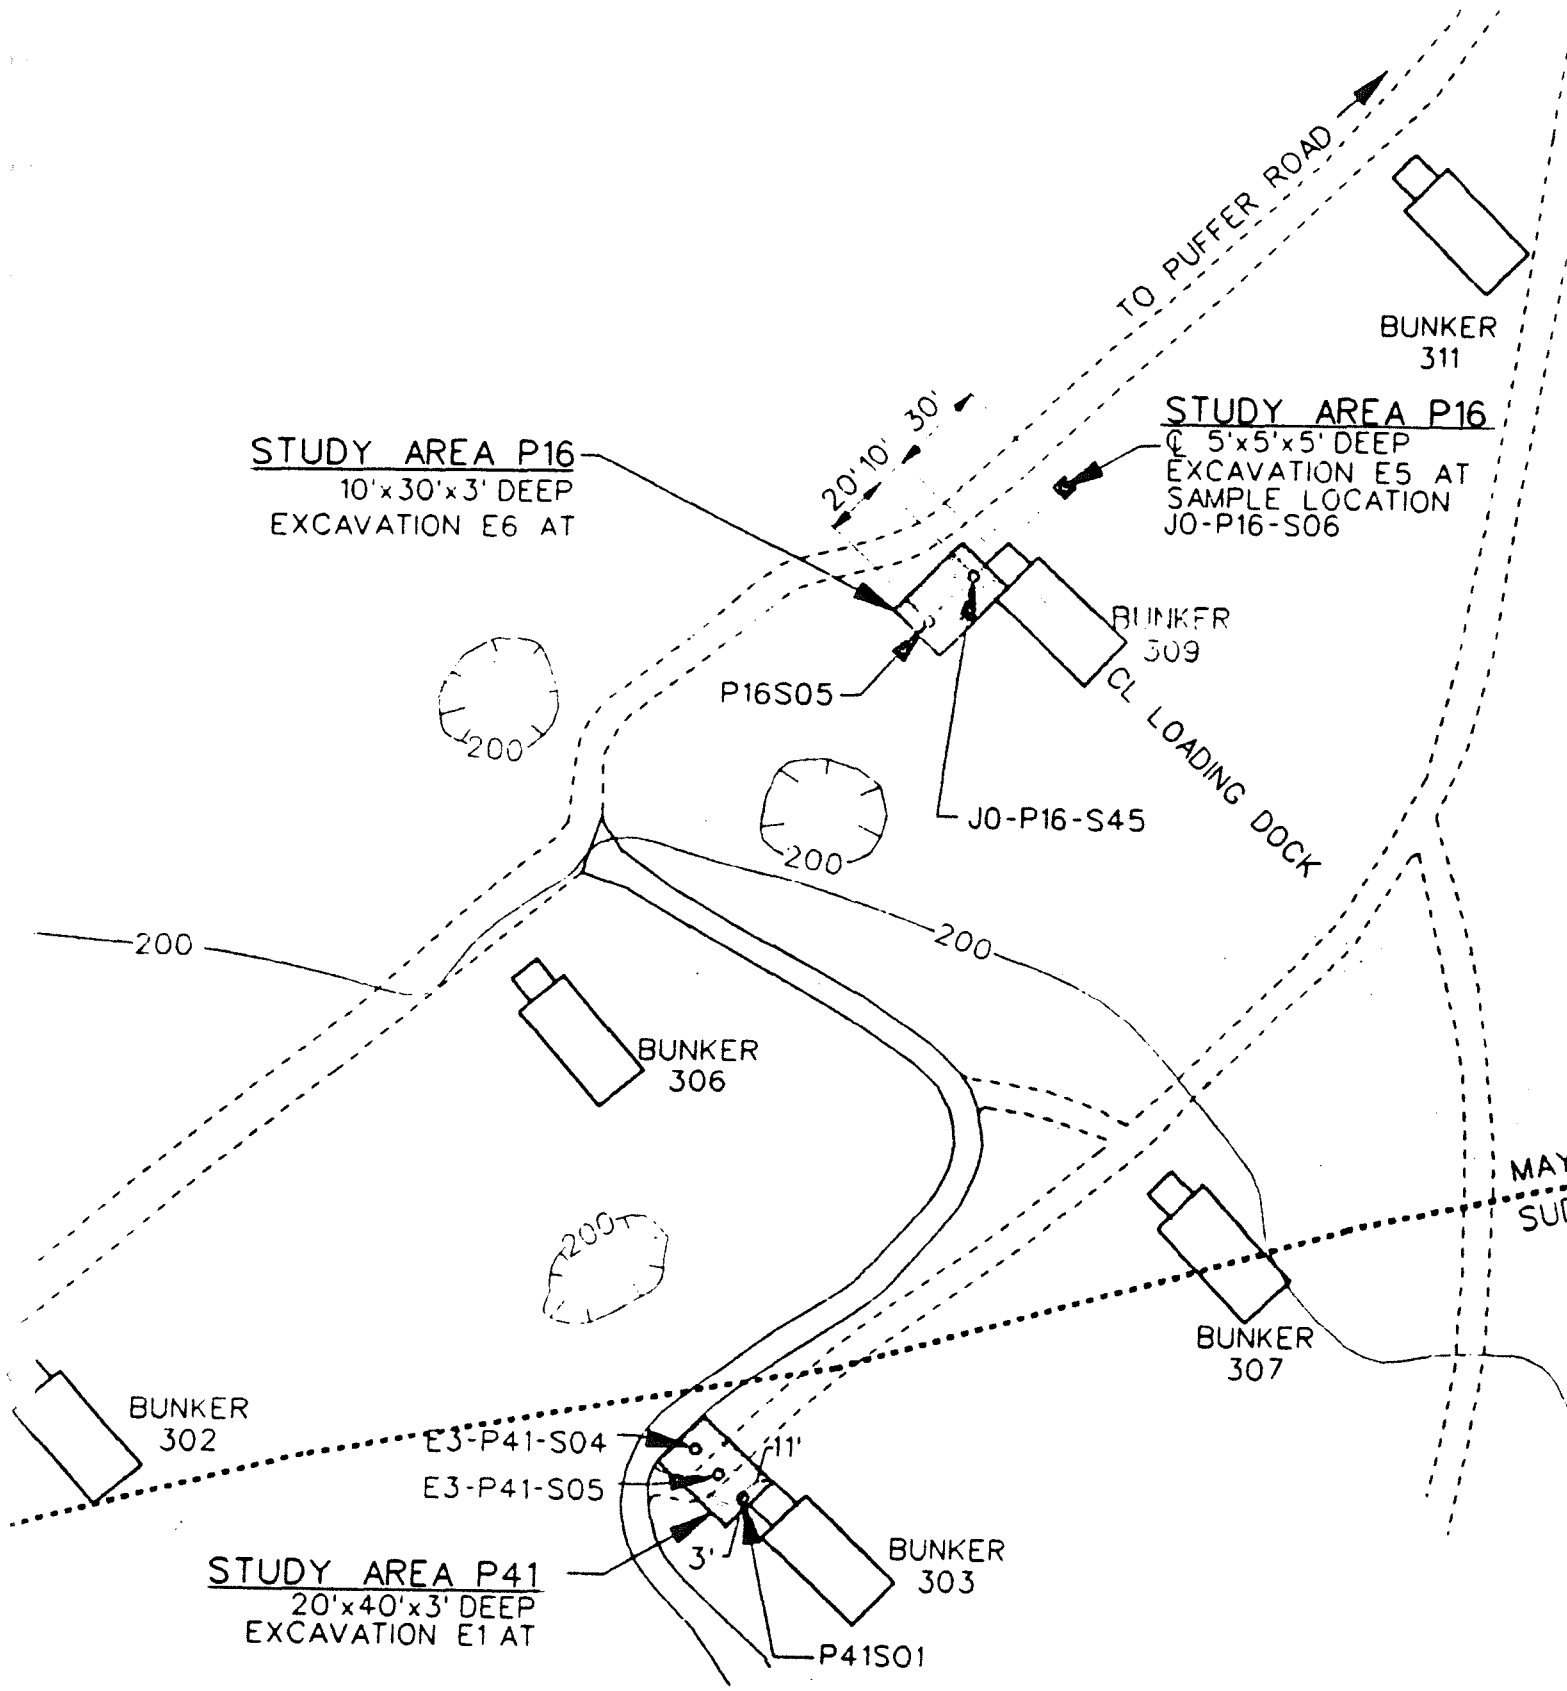 TO PUFFER ROAD
BUNKER
311
STUDY AREA P16
℄ 5'x5'x5' DEEP
EXCAVATION E5 AT
SAMPLE LOCATION
J0-P16-S06
20' 10' 30'
STUDY AREA P16
10'x30'x3' DEEP
EXCAVATION E6 AT
BUNKER
309
P16S05
CL LOADING DOCK
200
J0-P16-S45
200
200
200
BUNKER
306
MAY
SUD
200
BUNKER
307
BUNKER
302
E3-P41-S04
11'
E3-P41-S05
3'
BUNKER
303
STUDY AREA P41
20'x40'x3' DEEP
EXCAVATION E1 AT
P41S01